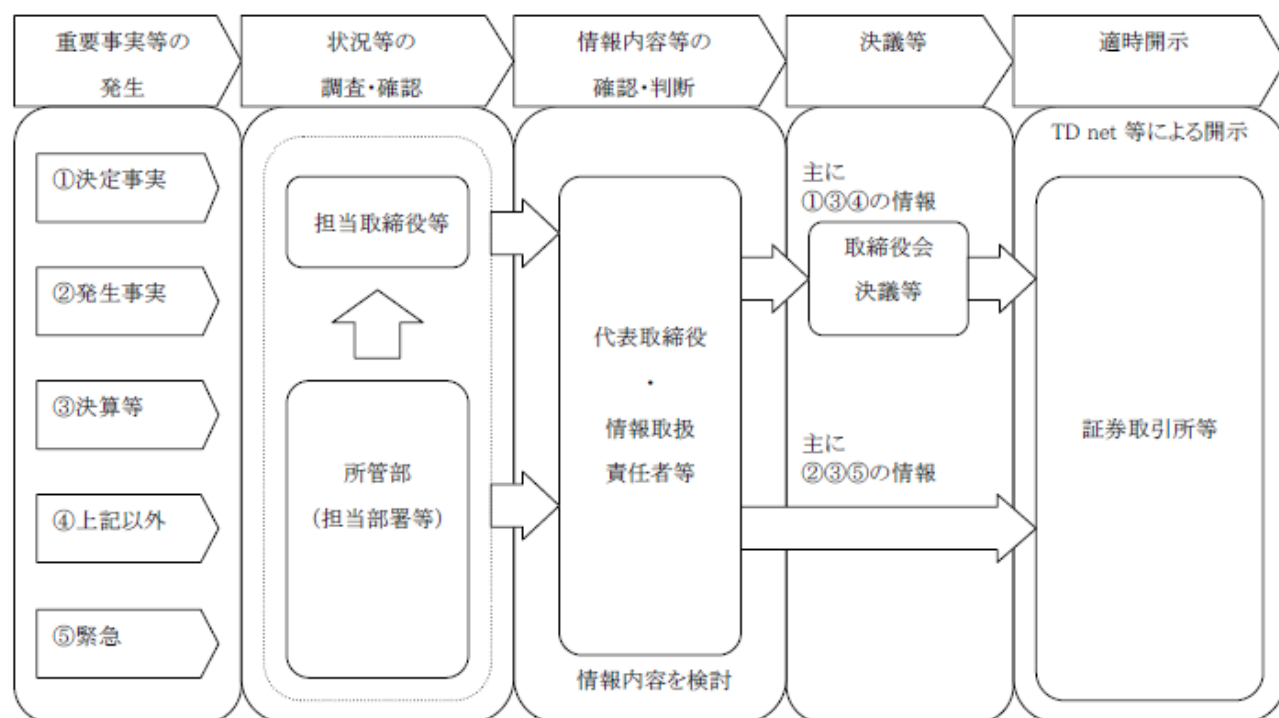 重要事実等の
発生
状況等の
調査・確認
情報内容等の
確認・判断
決議等
適時開示
①決定事実
②発生事実
③決算等
④上記以外
⑤緊急
担当取締役等
所管部
(担当部署等)
代表取締役
・
情報取扱
責任者等
情報内容を検討
主に
①③④の情報
取締役会
決議等
主に
②③⑤の情報
TD net 等による開示
証券取引所等